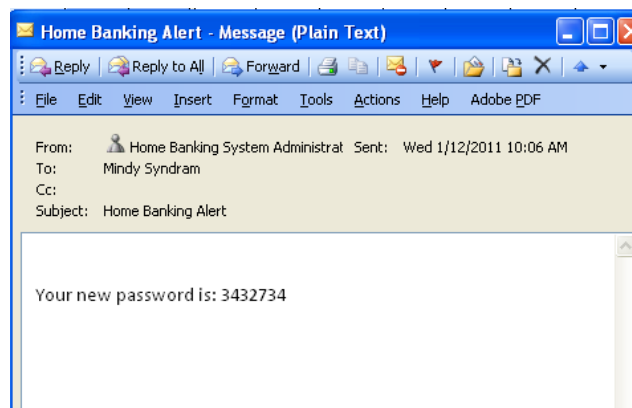 Home Banking Alert - Message (Plain Text)
Reply Reply to All Forward
File Edit View Insert Format Tools Actions Help Adobe PDF
From: Home Banking System Administrat Sent: Wed 1/12/2011 10:06 AM
To: Mindy Syndram
Cc:
Subject: Home Banking Alert
Your new password is: 3432734